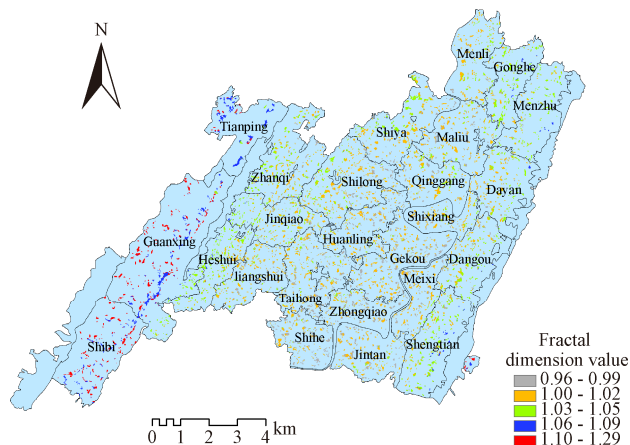 N
Menli
Gonghe
Menzhu
Tianping
Shiya
Maliu
Zhanqi
Shilong
Qinggang
Dayan
Jinqiao
Shixiang
Guanxing
Huanling
Heshui
Gekou
Dangou
liangshui
Meixi
Taihong
Zhongqiao
Shibi
Shihe
Jintan
Shengtian
Fractal
dimension value
0.96 - 0.99
1.00 - 1.02
1.03 - 1.05
1.06 - 1.09
1.10 - 1.29
0 1 2 3 4 km